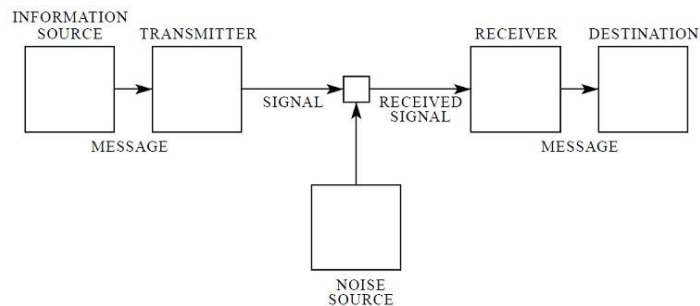 INFORMATION
SOURCE
TRANSMITTER
RECEIVER
DESTINATION
SIGNAL
RECEIVED
SIGNAL
MESSAGE
MESSAGE
NOISE
SOURCE